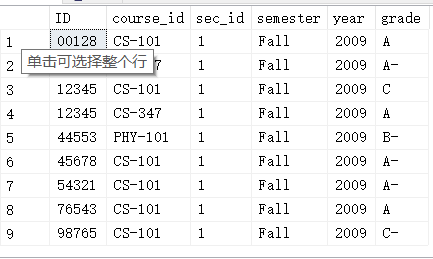 ID course_id sec_id semester year grade
1 00128 CS-101 1 Fall 2009 A
2 7 1 Fall 2009 A-
单击可选择整个行
3 12345 CS-101 1 Fall 2009 C
4 12345 CS-347 1 Fall 2009 A
5 44553 PHY-101 1 Fall 2009 B-
6 45678 CS-101 1 Fall 2009 A-
7 54321 CS-101 1 Fall 2009 A-
8 76543 CS-101 1 Fall 2009 A
9 98765 CS-101 1 Fall 2009 C-